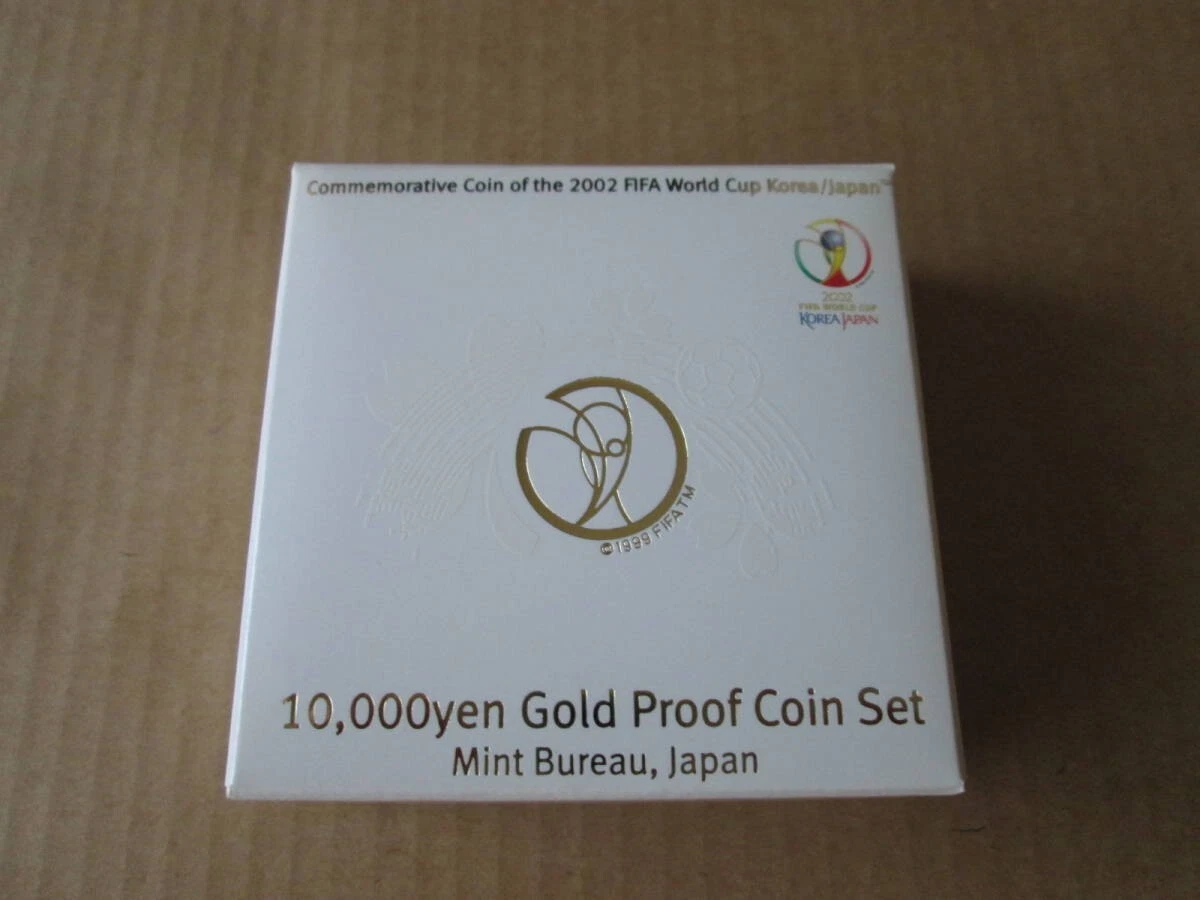 Commemorative Coin of the 2002 FIFA World Cup Korea/Japan™
2002
FIFA WORLD CUP
KOREA JAPAN
©1999 FIFA TM
10,000yen Gold Proof Coin Set
Mint Bureau, Japan